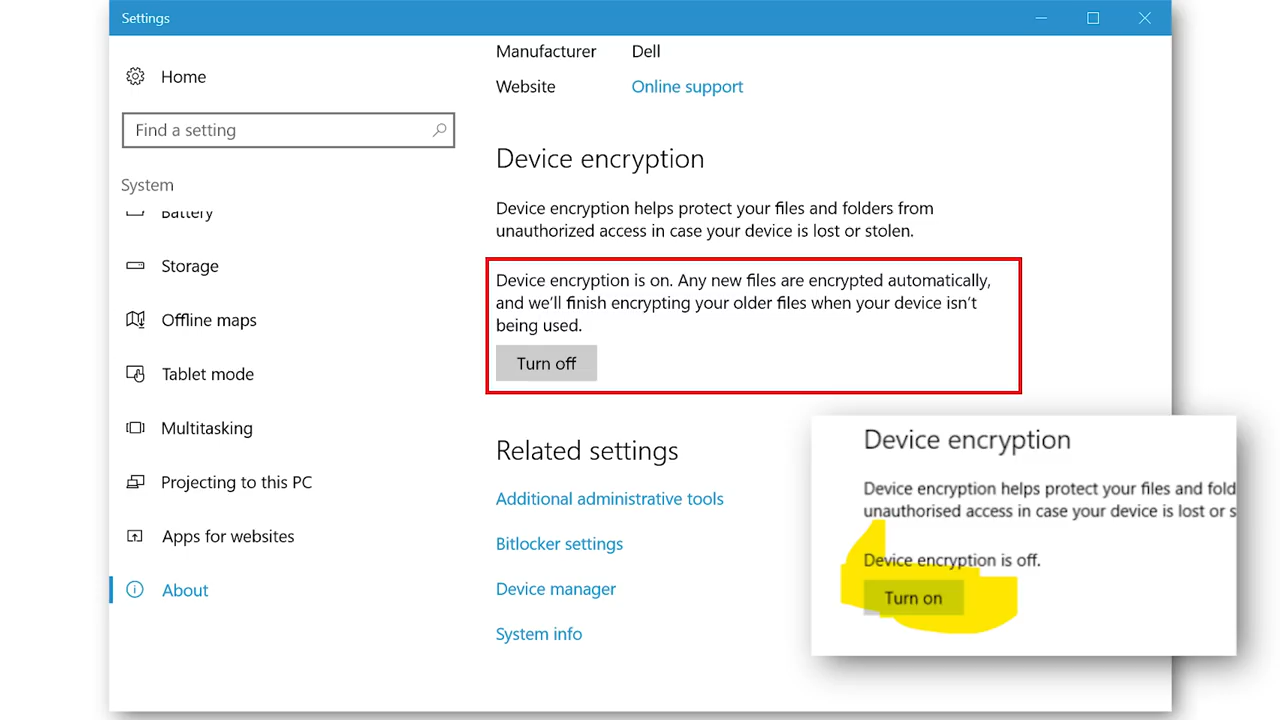 Settings
Home
Find a setting
System
Battery
Storage
Offline maps
Tablet mode
Multitasking
Projecting to this PC
Apps for websites
About
Manufacturer Dell
Website Online support
Device encryption
Device encryption helps protect your files and folders from
unauthorized access in case your device is lost or stolen.
Device encryption is on. Any new files are encrypted automatically,
and we'll finish encrypting your older files when your device isn't
being used.
Turn off
Related settings
Additional administrative tools
Bitlocker settings
Device manager
System info
Device encryption
Device encryption helps protect your files and fold
unauthorised access in case your device is lost or s
Device encryption is off.
Turn on